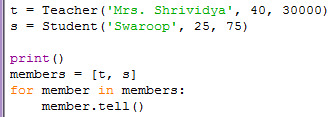 t = Teacher('Mrs. Shrividya', 40, 30000)
s = Student('Swaroop', 25, 75)

print()
members = [t, s]
for member in members:
    member.tell()